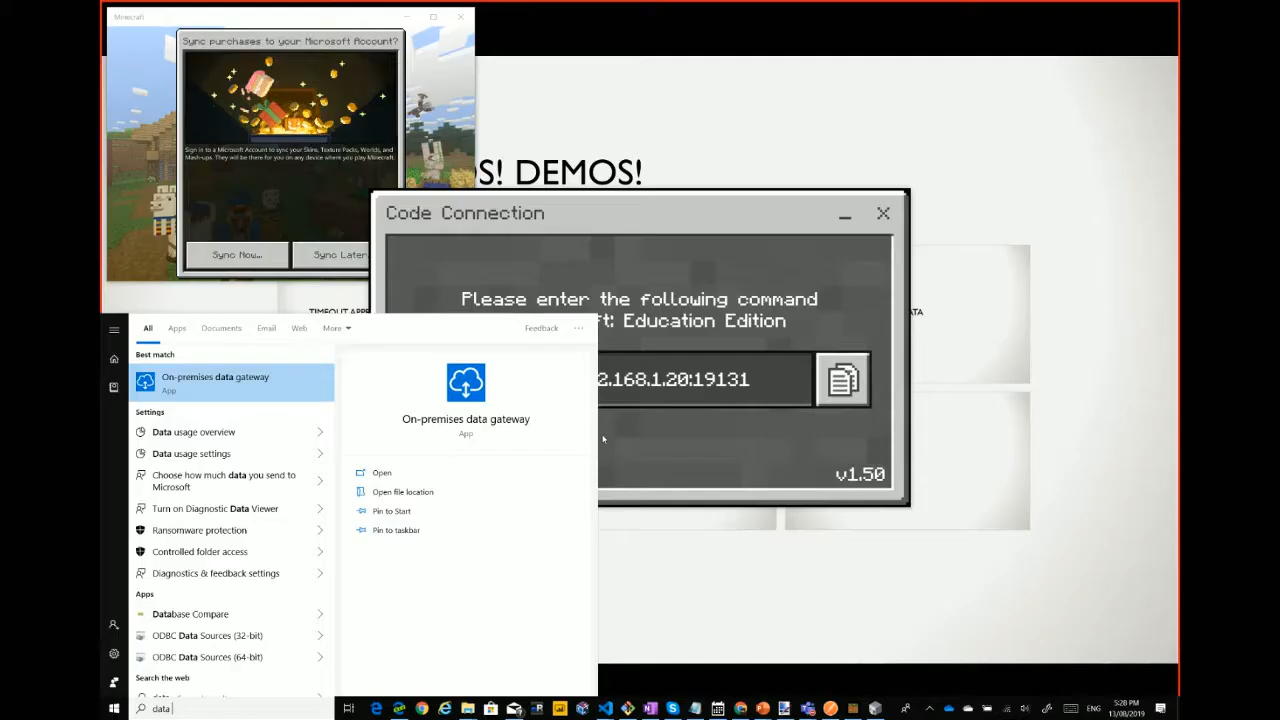 Minecraft
Sync purchases to your Microsoft Account?
Sign in to a Microsoft Account to sync your Skins, Texture Packs, Worlds, and
Mash-ups. They will be there for you on any device where you play Minecraft.
Sync Now...
Sync Later
S! DEMOS!
Code Connection
Please enter the following command
ft: Education Edition
2.168.1.20:19131
v1.50
TIMEOUT APPR
ATA
All
Apps
Documents
Email
Web
More
Feedback
Best match
On-premises data gateway
App
Settings
Data usage overview
Data usage settings
Choose how much data you send to
Microsoft
Turn on Diagnostic Data Viewer
Ransomware protection
Controlled folder access
Diagnostics & feedback settings
Apps
Database Compare
ODBC Data Sources (32-bit)
ODBC Data Sources (64-bit)
Search the web
On-premises data gateway
App
Open
Open file location
Pin to Start
Pin to taskbar
data
ENG
5:28 PM
13/08/2019